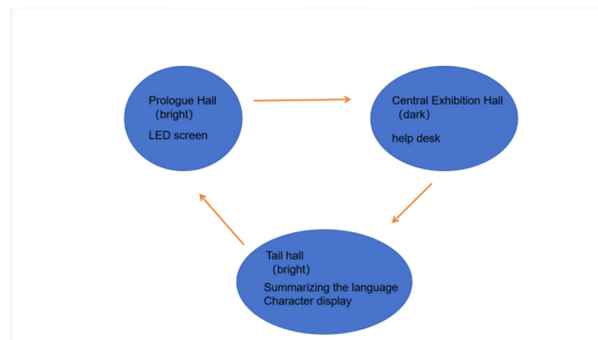 Prologue Hall
(bright)
LED screen
Central Exhibition Hall
(dark)
help desk
Tail hall
(bright)
Summarizing the language
Character display